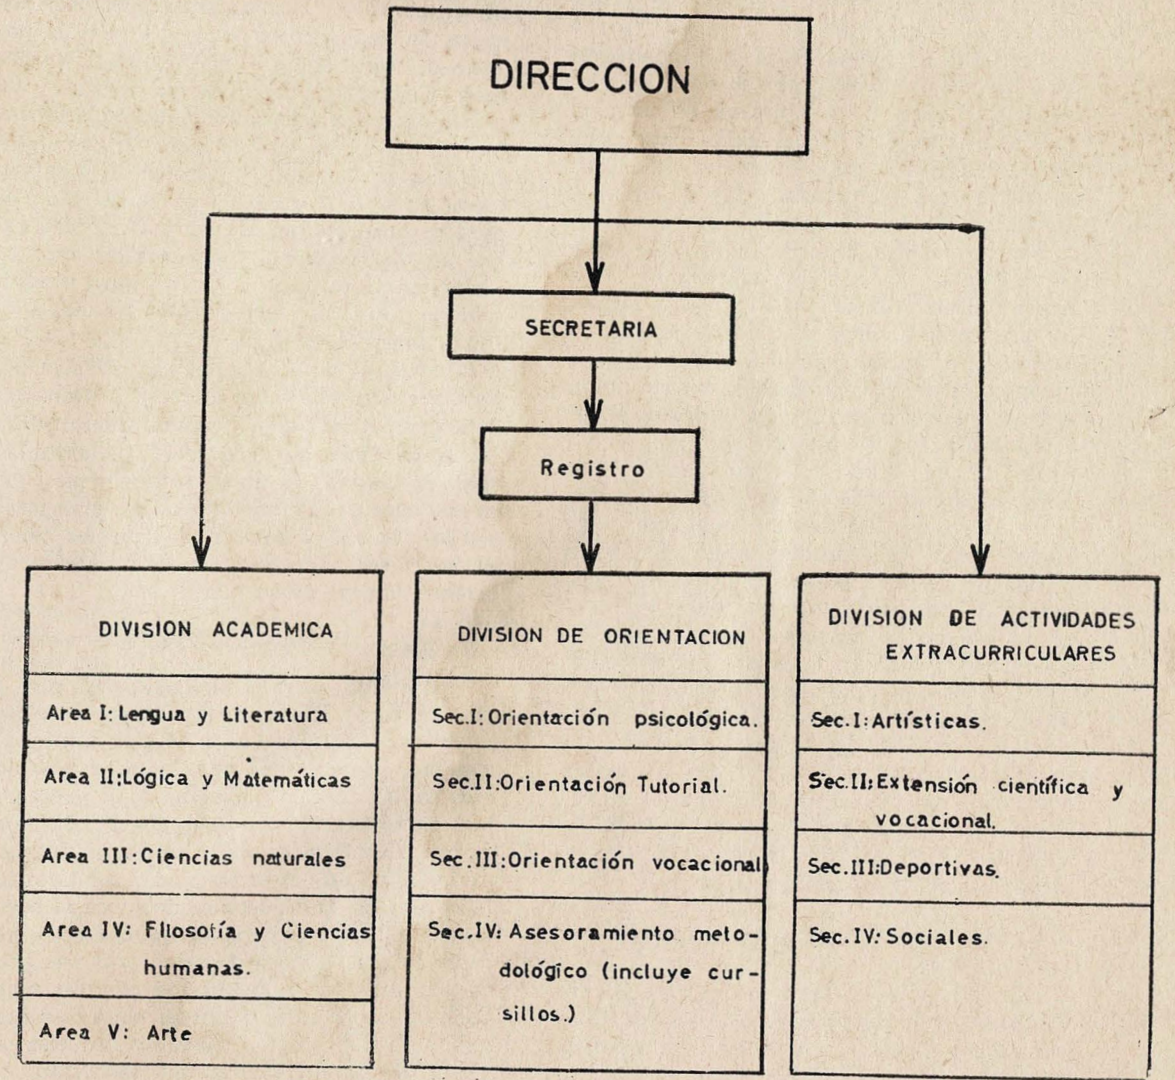 DIRECCION
SECRETARIA
Registro
DIVISION ACADEMICA
Area I: Lengua y Literatura
Area II: Lógica y Matemáticas
Area III: Ciencias naturales
Area IV: Filosofía y Ciencias
humanas.
Area V: Arte
DIVISION DE ORIENTACION
Sec.I: Orientación psicológica.
Sec.II: Orientación Tutorial.
Sec.III: Orientación vocacional
Sec.IV: Asesoramiento meto-
dológico (incluye cur-
sillos.)
DIVISION DE ACTIVIDADES
EXTRACURRICULARES
Sec.I: Artísticas.
Sec.II: Extensión científica y
vocacional.
Sec.III: Deportivas.
Sec.IV: Sociales.